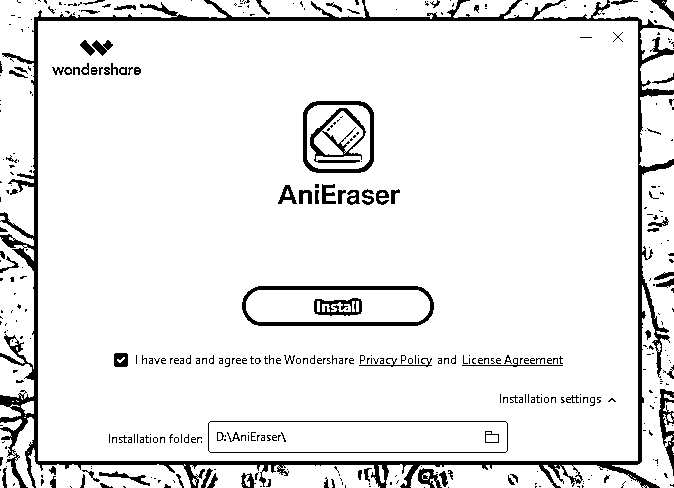 wondershare
AniEraser
Install
I have read and agree to the Wondershare Privacy Policy and License Agreement
Installation settings
Installation folder: D:\AniEraser\